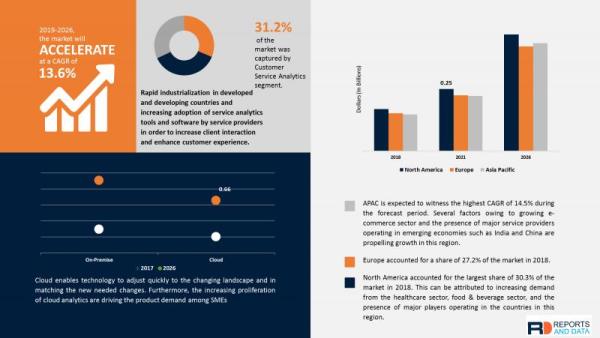 2019-2026,
the market will
ACCELERATE
at a CAGR of
13.6%
31.2%
of the
market was
captured by
Customer
Service Analytics
segment.
Rapid industrialization in developed
and developing countries and
increasing adoption of service analytics
tools and software by service providers
in order to increase client interaction
and enhance customer experience.
0.66
On-Premise
Cloud
2017
2026
Cloud enables technology to adjust quickly to the changing landscape and in
matching the new needed changes. Furthermore, the increasing proliferation
of cloud analytics are driving the product demand among SMEs
Dollars (In Billions)
0.25
2018
2021
2026
North America
Europe
Asia Pacific
APAC is expected to witness the highest CAGR of 14.5% during
the forecast period. Several factors owing to growing e-
commerce sector and the presence of major service providers
operating in emerging economies such as India and China are
propelling growth in this region.
Europe accounted for a share of 27.2% of the market in 2018.
North America accounted for the largest share of 30.3% of the
market in 2018. This can be attributed to increasing demand
from the healthcare sector, food & beverage sector, and the
presence of major players operating in the countries in this
region.
REPORTS
AND DATA